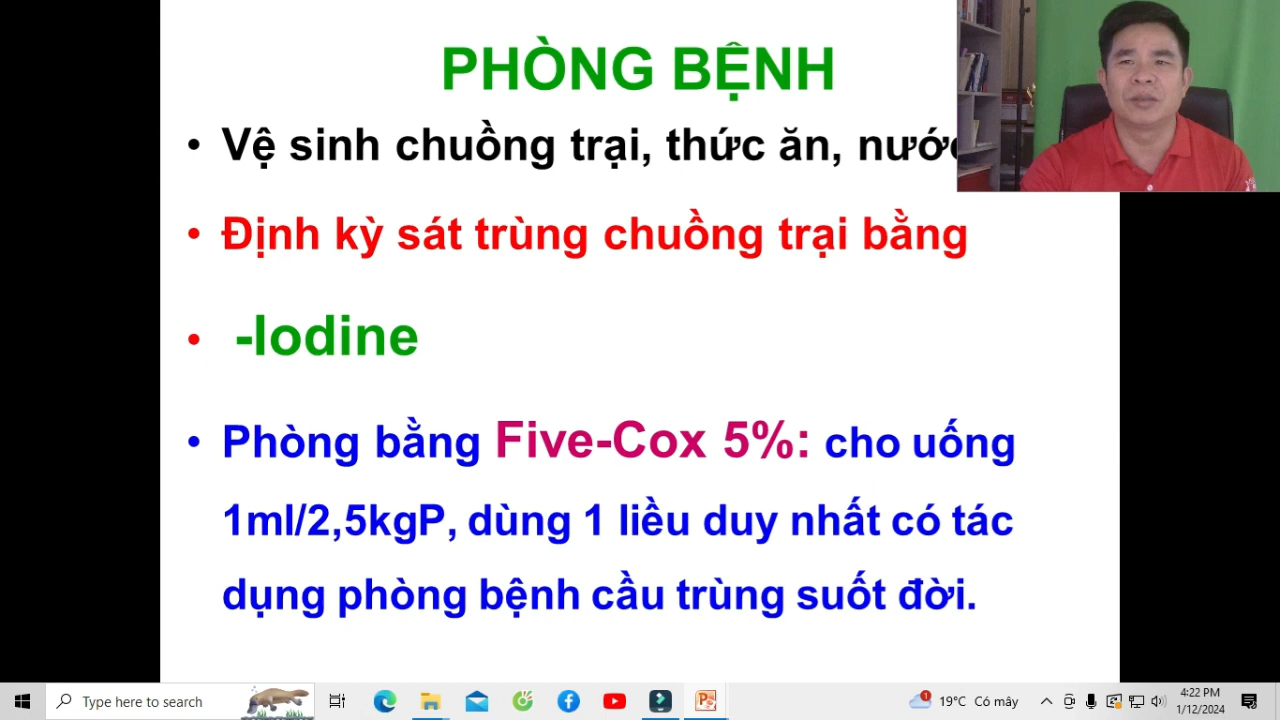 PHÒNG BỆNH
• Vệ sinh chuồng trại, thức ăn, nước
• Định kỳ sát trùng chuồng trại bằng
• -Iodine
• Phòng bằng Five-Cox 5%: cho uống
1ml/2,5kgP, dùng 1 liều duy nhất có tác
dụng phòng bệnh cầu trùng suốt đời.
Type here to search
1
19°C Có mây
4:22 PM
1/12/2024